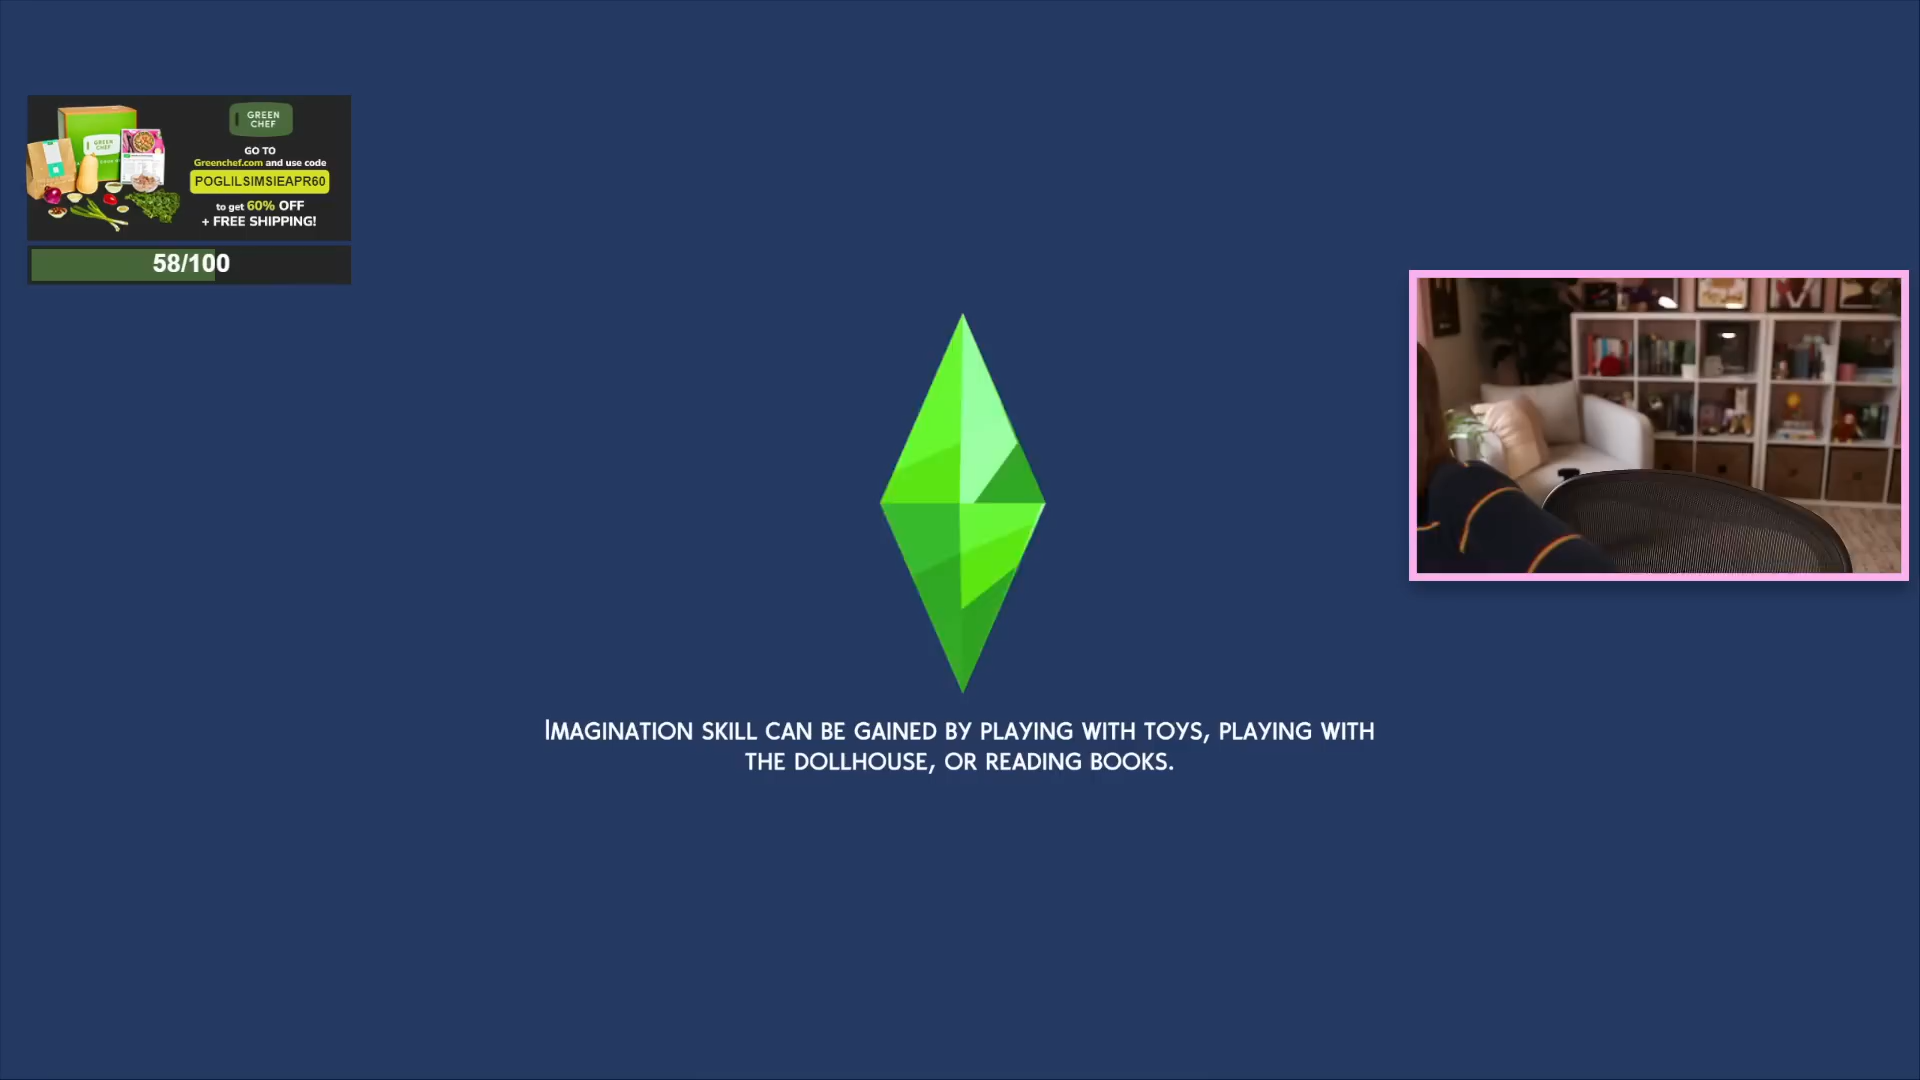 GREEN
CHEF
GO TO
Greenchef.com and use code
POGLILSIMSIEAPR60
to get 60% OFF
+ FREE SHIPPING!
58/100
Imagination skill can be gained by playing with toys, playing with
the dollhouse, or reading books.